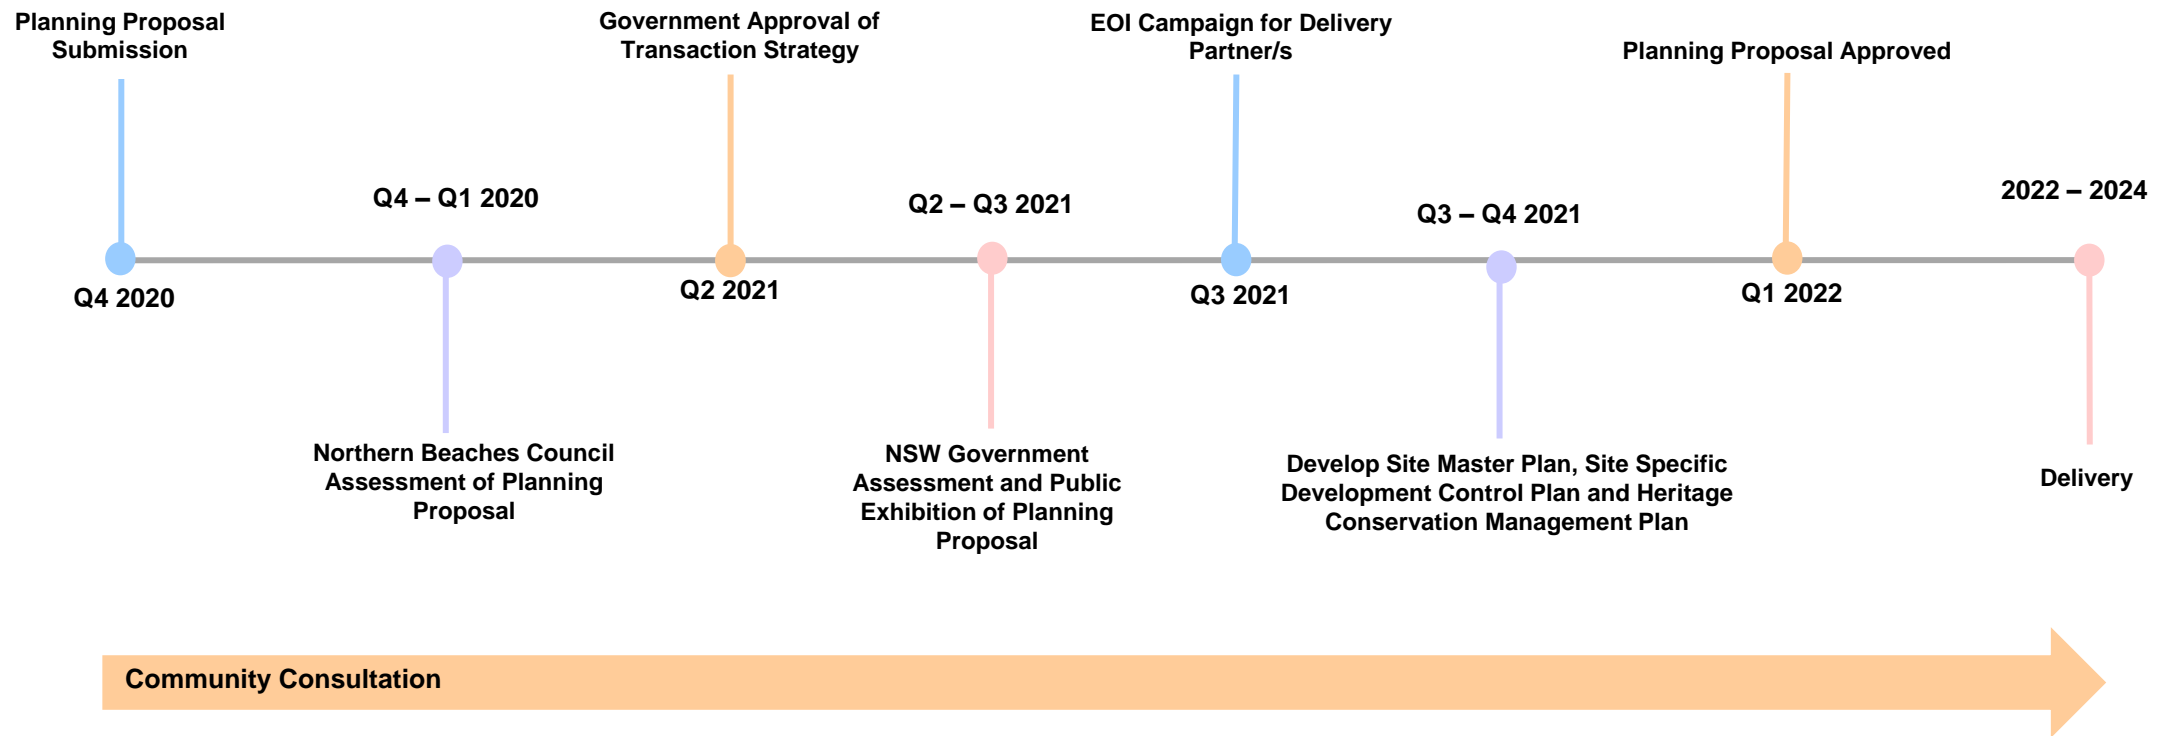 Planning Proposal
Submission
Government Approval of
Transaction Strategy
EOI Campaign for Delivery
Partner/s
Planning Proposal Approved
Q4 – Q1 2020
Q2 – Q3 2021
Q3 – Q4 2021
2022 – 2024
Q4 2020
Q2 2021
Q3 2021
Q1 2022
Northern Beaches Council
Assessment of Planning
Proposal
NSW Government
Assessment and Public
Exhibition of Planning
Proposal
Develop Site Master Plan, Site Specific
Development Control Plan and Heritage
Conservation Management Plan
Delivery
Community Consultation